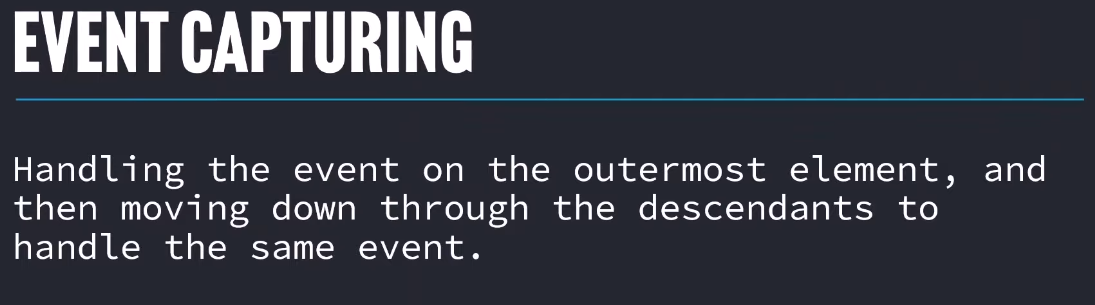 EVENT CAPTURING
Handling the event on the outermost element, and
then moving down through the descendants to
handle the same event.